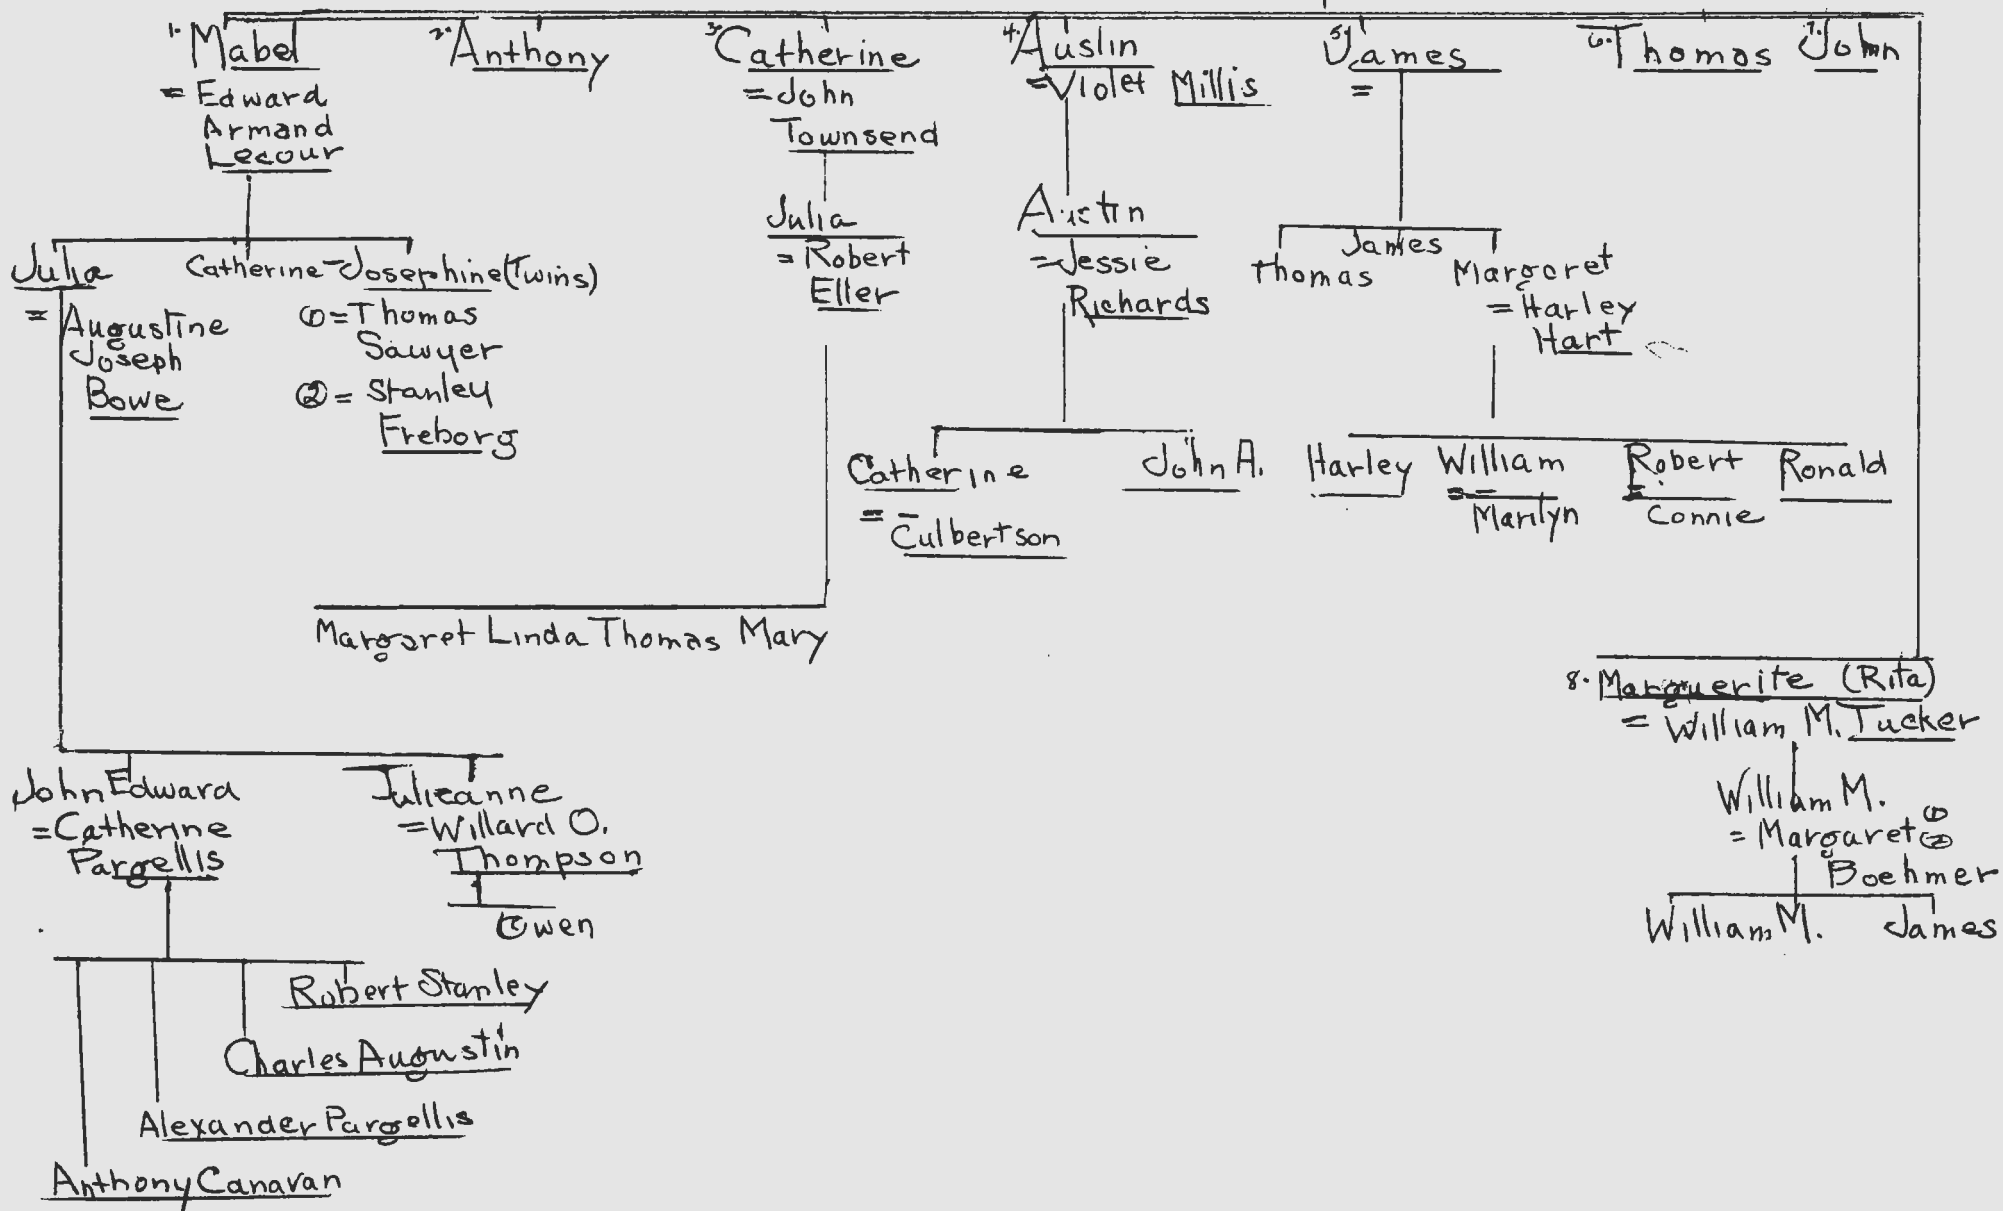 1. Mabel
= Edward
Armand
Lecour
2. Anthony
3. Catherine
= John
Townsend
4. Austin
= Violet Millis
5. James
=
6. Thomas
7. John
Julia
= Augustine
Joseph
Bowe
Catherine - Josephine (Twins)
① = Thomas
Sawyer
② = Stanley
Freborg
Julia
= Robert
Eller
Austin
= Jessie
Richards
Thomas
James
Margaret
= Harley
Hart
Catherine
= Culbertson
John A.
Harley
William
= Marilyn
Robert
= Connie
Ronald
Margaret Linda Thomas Mary
8. Marguerite (Rita)
= William M. Tucker
John Edward
= Catherine
Pargellis
Julieanne
= Willard O.
Thompson
Owen
William M.
= Margaret ① ②
Boehmer
William M.
James
Robert Stanley
Charles Augustin
Alexander Pargellis
Anthony Canavan